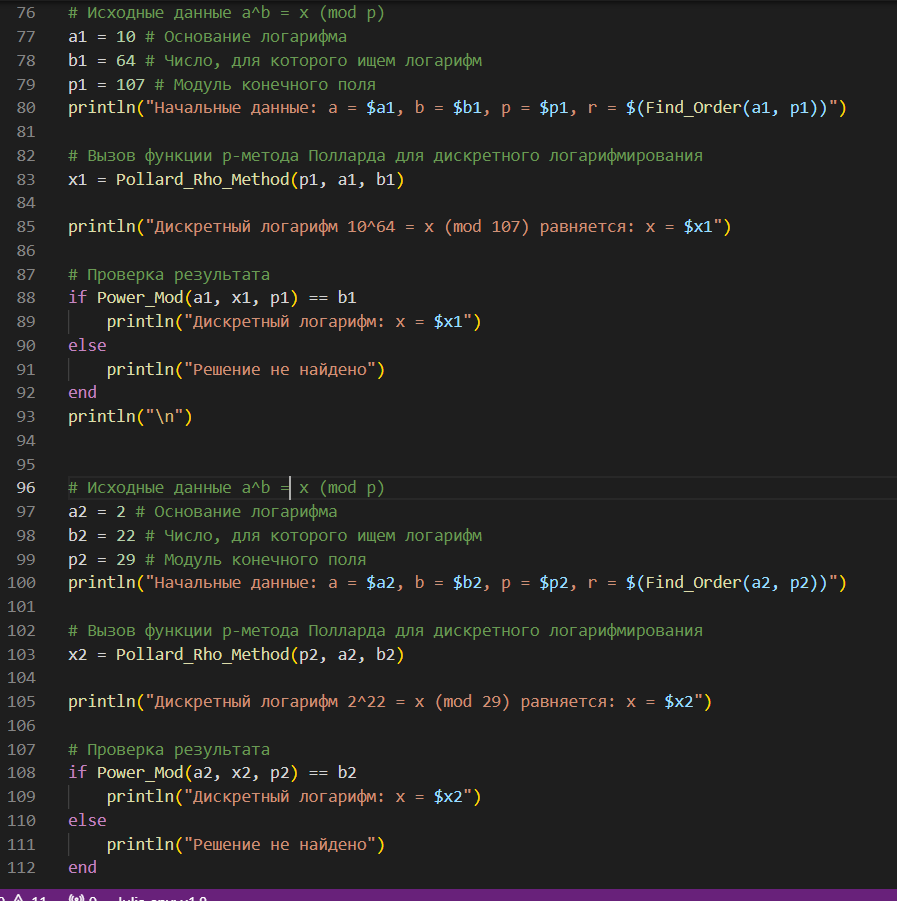 76 # Исходные данные a^b = x (mod p)
77 a1 = 10 # Основание логарифма
78 b1 = 64 # Число, для которого ищем логарифм
79 p1 = 107 # Модуль конечного поля
80 println("Начальные данные: a = $a1, b = $b1, p = $p1, r = $(Find_Order(a1, p1))")
81
82 # Вызов функции p-метода Полларда для дискретного логарифмирования
83 x1 = Pollard_Rho_Method(p1, a1, b1)
84
85 println("Дискретный логарифм 10^64 = x (mod 107) равняется: x = $x1")
86
87 # Проверка результата
88 if Power_Mod(a1, x1, p1) == b1
89 println("Дискретный логарифм: x = $x1")
90 else
91 println("Решение не найдено")
92 end
93 println("\n")
94
95
96 # Исходные данные a^b = x (mod p)
97 a2 = 2 # Основание логарифма
98 b2 = 22 # Число, для которого ищем логарифм
99 p2 = 29 # Модуль конечного поля
100 println("Начальные данные: a = $a2, b = $b2, p = $p2, r = $(Find_Order(a2, p2))")
101
102 # Вызов функции p-метода Полларда для дискретного логарифмирования
103 x2 = Pollard_Rho_Method(p2, a2, b2)
104
105 println("Дискретный логарифм 2^22 = x (mod 29) равняется: x = $x2")
106
107 # Проверка результата
108 if Power_Mod(a2, x2, p2) == b2
109 println("Дискретный логарифм: x = $x2")
110 else
111 println("Решение не найдено")
112 end